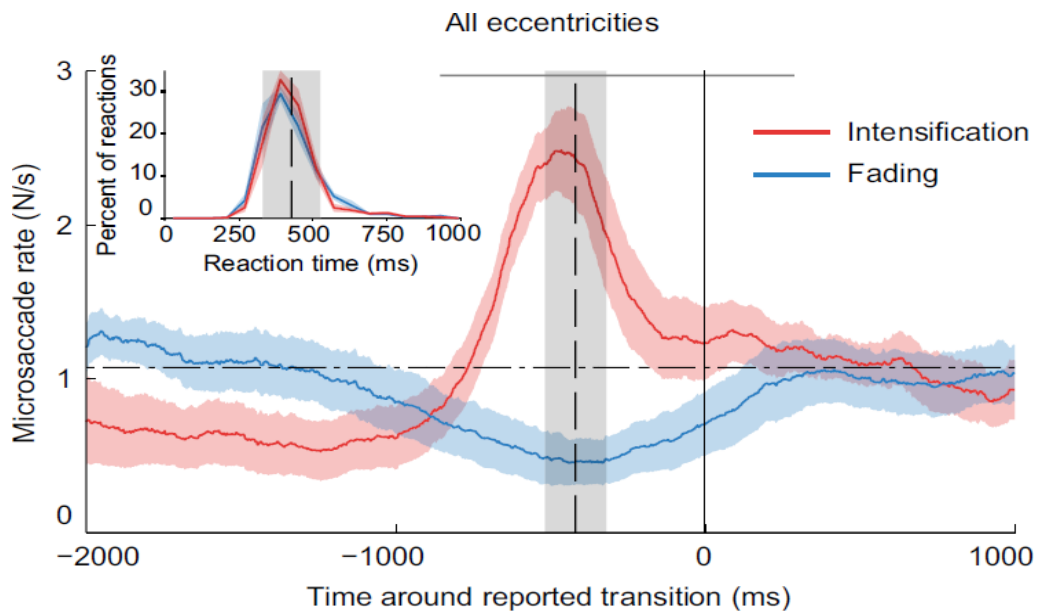 All eccentricities
3
2
1
0
Microsaccade rate (N/s)
30
20
10
0
Percent of reactions
0 250 500 750 1000
Reaction time (ms)
Intensification
Fading
−2000 −1000 0 1000
Time around reported transition (ms)